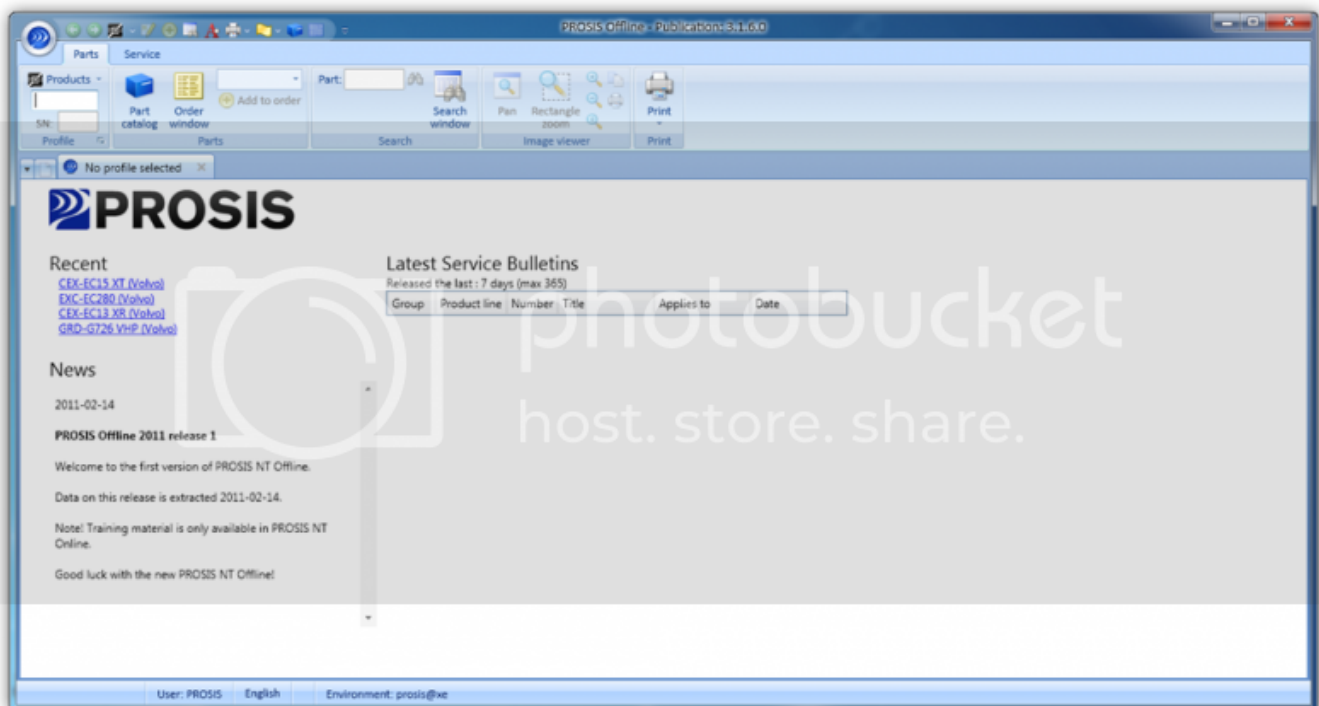 PROSIS Offline - Publications 3.1.6.0
Parts Service
Products
Part:
Add to order
SN:
Part catalog
Order window
Search window
Pan
Rectangle zoom
Print
Profile
Parts
Search
Image viewer
Print
No profile selected
PROSIS
Recent
CEX-EC15 XT (Volvo)
EXC-EC280 (Volvo)
CEX-EC13 XR (Volvo)
GRD-G726 VHP (Volvo)
Latest Service Bulletins
Released the last : 7 days (max 365)
Group Product line Number Title Applies to Date
photobucket
host. store. share.
News
2011-02-14
PROSIS Offline 2011 release 1
Welcome to the first version of PROSIS NT Offline.
Data on this release is extracted 2011-02-14.
Note! Training material is only available in PROSIS NT
Online.
Good luck with the new PROSIS NT Offline!
User: PROSIS English Environment: prosis@xe